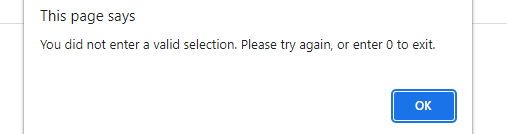 This page says
You did not enter a valid selection. Please try again, or enter 0 to exit.
OK